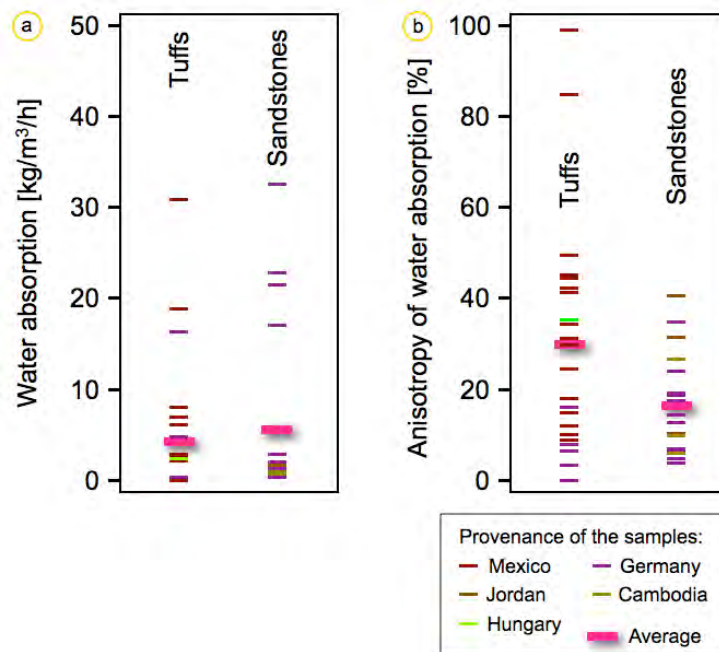 a
50
40
30
20
10
0
Water absorption [kg/m³/h]
Tuffs
Sandstones
b
100
80
60
40
20
0
Anisotropy of water absorption [%]
Tuffs
Sandstones
Provenance of the samples:
Mexico Germany
Jordan Cambodia
Hungary Average